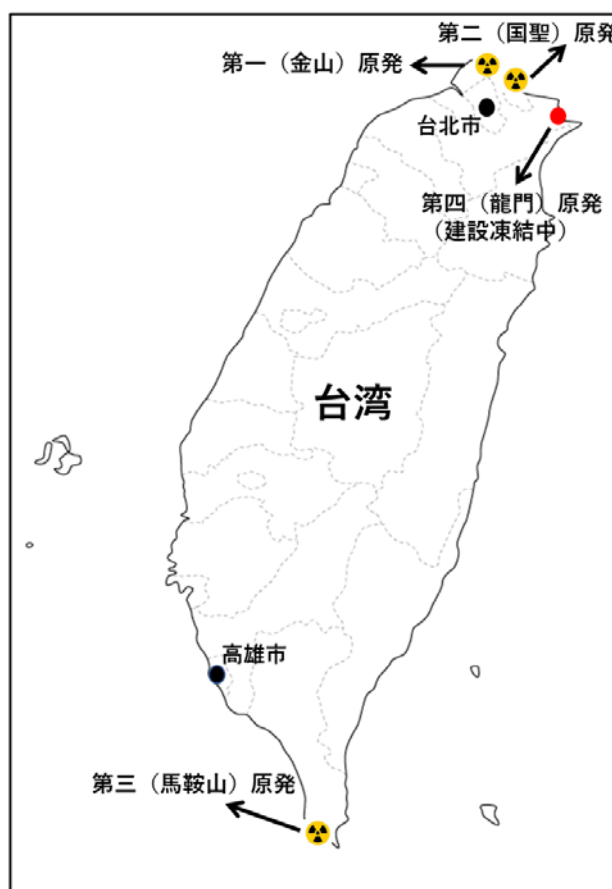 第二（国聖）原発
第一（金山）原発
台北市
第四（龍門）原発
（建設凍結中）
台湾
高雄市
第三（馬鞍山）原発